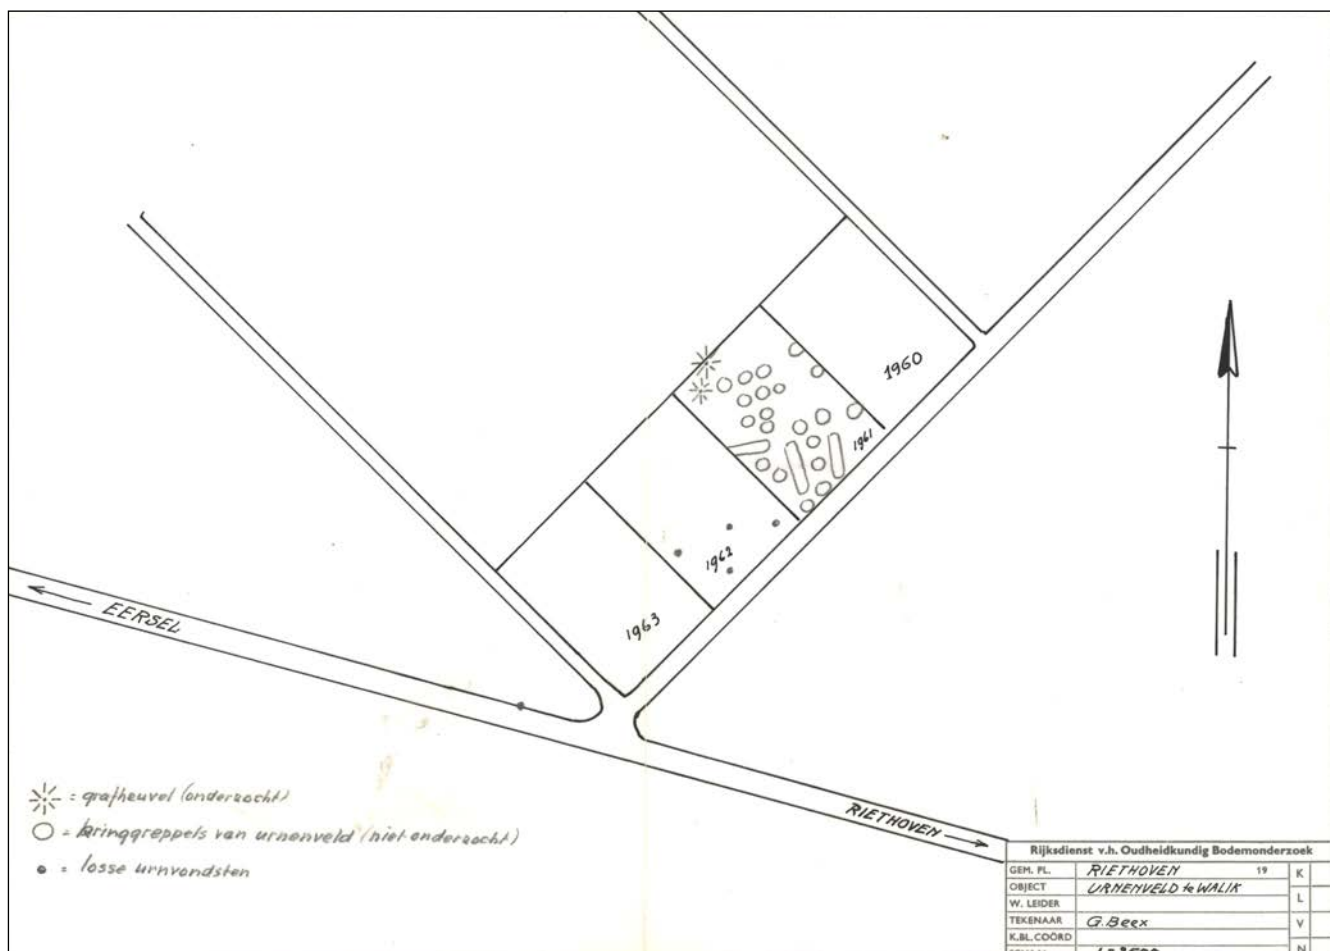 1960
1961
1962
1963
EERSEL
RIETHOVEN
= grafheuvel (onderzocht)
= kringgreppels van urnenveld (niet onderzocht)
= losse urnvondsten
Rijksdienst v.h. Oudheidkundig Bodemonderzoek
GEM. PL. RIETHOVEN 19 K
OBJECT URNENVELD te WALIK
L
W. LEIDER
TEKENAAR G. Beex V
K.BL.COÖRD
N